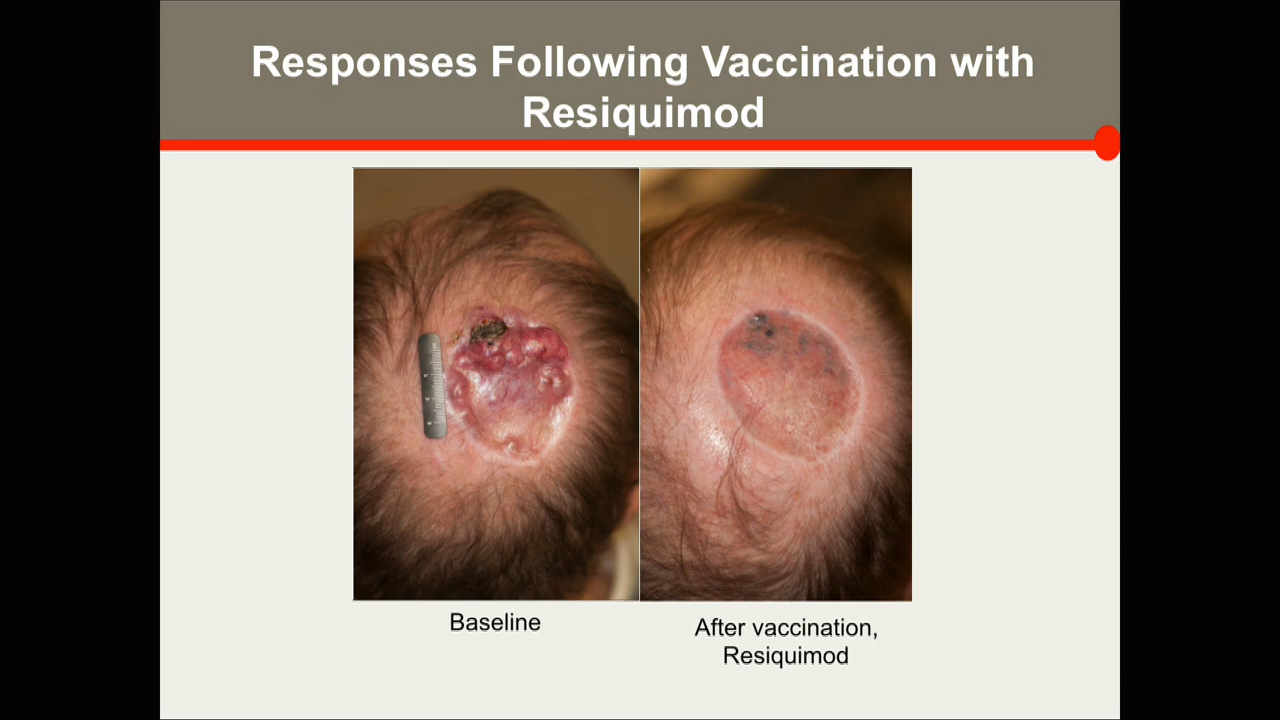 Responses Following Vaccination with
Resiquimod
Baseline
After vaccination,
Resiquimod